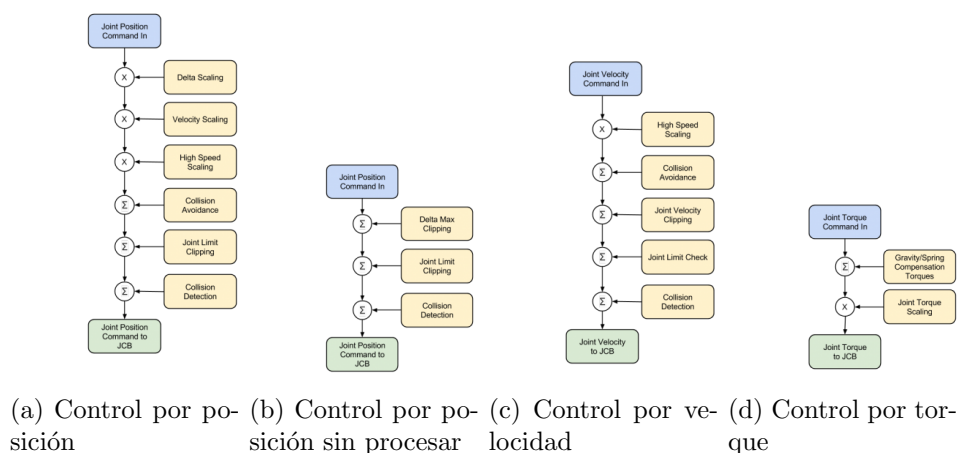 Joint Position
Command In
X
Delta Scaling
X
Velocity Scaling
X
High Speed
Scaling
Σ
Collision
Avoidance
Σ
Joint Limit
Clipping
Σ
Collision
Detection
Joint Position
Command to
JCB
(a) Control por po-
sición
Joint Position
Command In
Σ
Delta Max
Clipping
Σ
Joint Limit
Clipping
Σ
Collision
Detection
Joint Position
Command to
JCB
(b) Control por po-
sición sin procesar
Joint Velocity
Command In
X
High Speed
Scaling
Σ
Collision
Avoidance
Σ
Joint Velocity
Clipping
Σ
Joint Limit Check
Σ
Collision
Detection
Joint Velocity
to JCB
(c) Control por ve-
locidad
Joint Torque
Command In
Σ
Gravity/Spring
Compensation
Torques
X
Joint Torque
Scaling
Joint Torque
to JCB
(d) Control por tor-
que